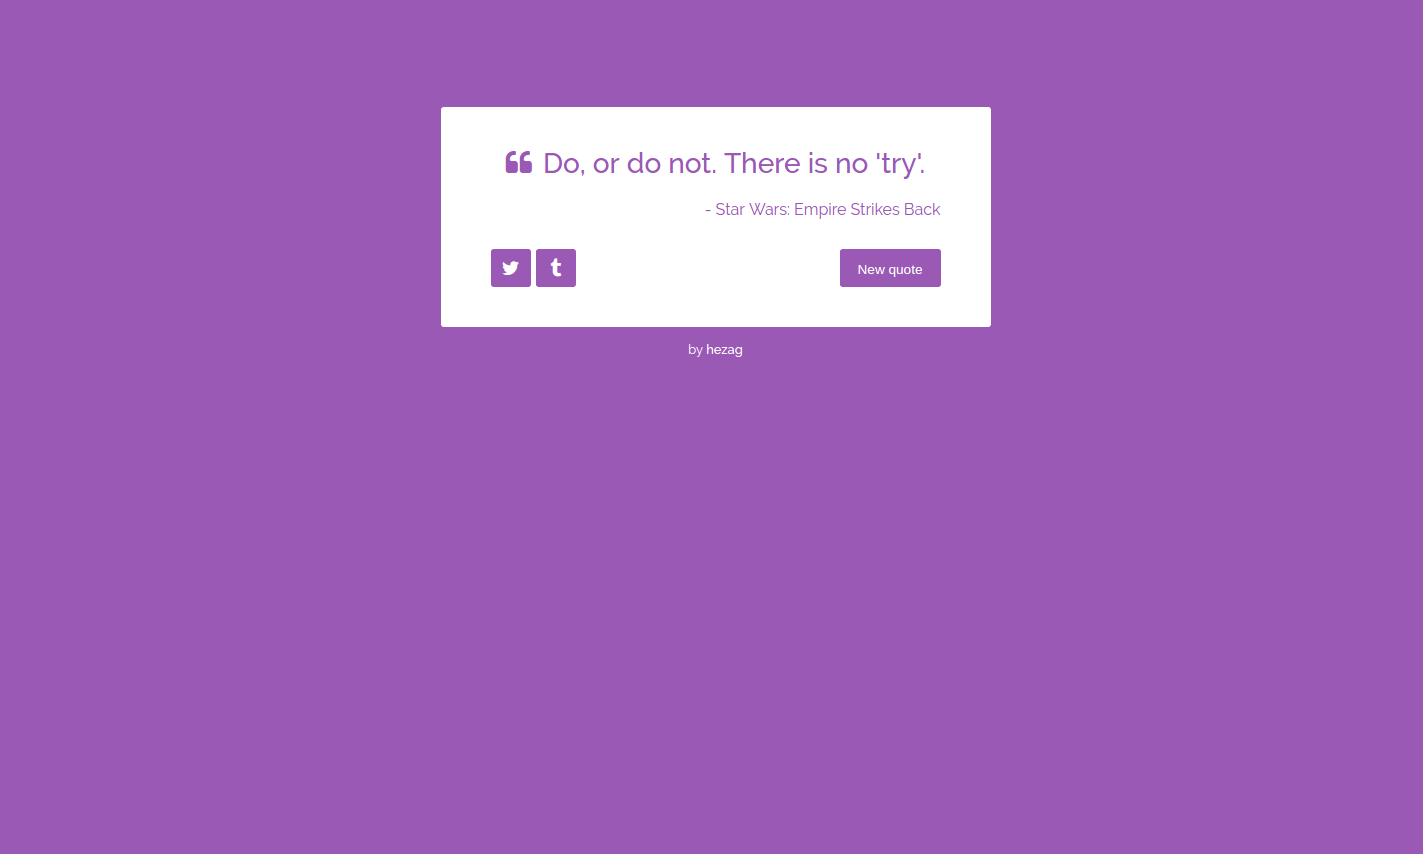 Do, or do not. There is no 'try'.
- Star Wars: Empire Strikes Back
New quote
by hezag